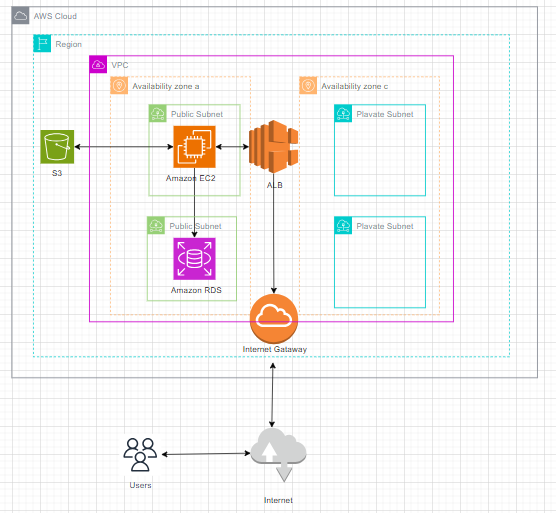 AWS Cloud
Region
VPC
Availability zone a
Availability zone c
Public Subnet
Plavate Subnet
S3
Amazon EC2
ALB
Public Subnet
Plavate Subnet
Amazon RDS
Internet Gataway
Users
Internet